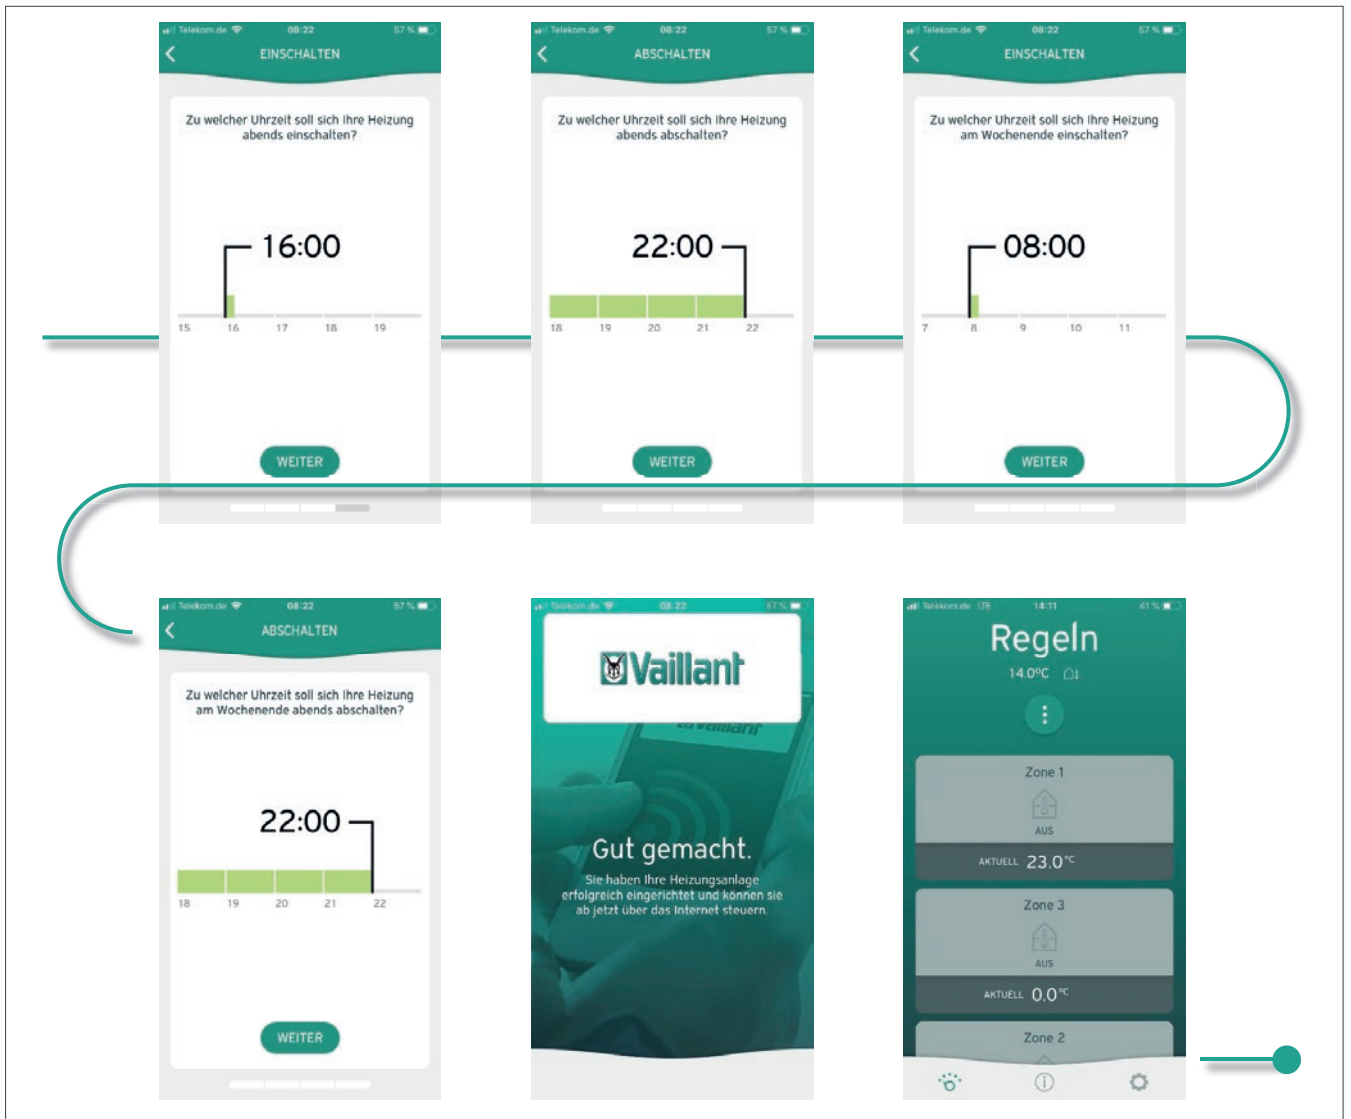 Telekom.de 08:22 57 %
EINSCHALTEN
Zu welcher Uhrzeit soll sich Ihre Heizung
abends einschalten?
16:00
15 16 17 18 19
WEITER
Telekom.de 08:22 57 %
ABSCHALTEN
Zu welcher Uhrzeit soll sich Ihre Heizung
abends abschalten?
22:00
18 19 20 21 22
WEITER
Telekom.de 08:22 57 %
EINSCHALTEN
Zu welcher Uhrzeit soll sich Ihre Heizung
am Wochenende einschalten?
08:00
7 8 9 10 11
WEITER
Telekom.de 08:22 57 %
ABSCHALTEN
Zu welcher Uhrzeit soll sich Ihre Heizung
am Wochenende abends abschalten?
22:00
18 19 20 21 22
WEITER
Telekom.de 08:22 57 %
Vaillant
Vaillant
Gut gemacht.
Sie haben Ihre Heizungsanlage
erfolgreich eingerichtet und können sie
ab jetzt über das Internet steuern.
Telekom.de LTE 14:11 41 %
Regeln
14.0°C
Zone 1
AUS
AKTUELL 23.0°C
Zone 3
AUS
AKTUELL 0.0°C
Zone 2